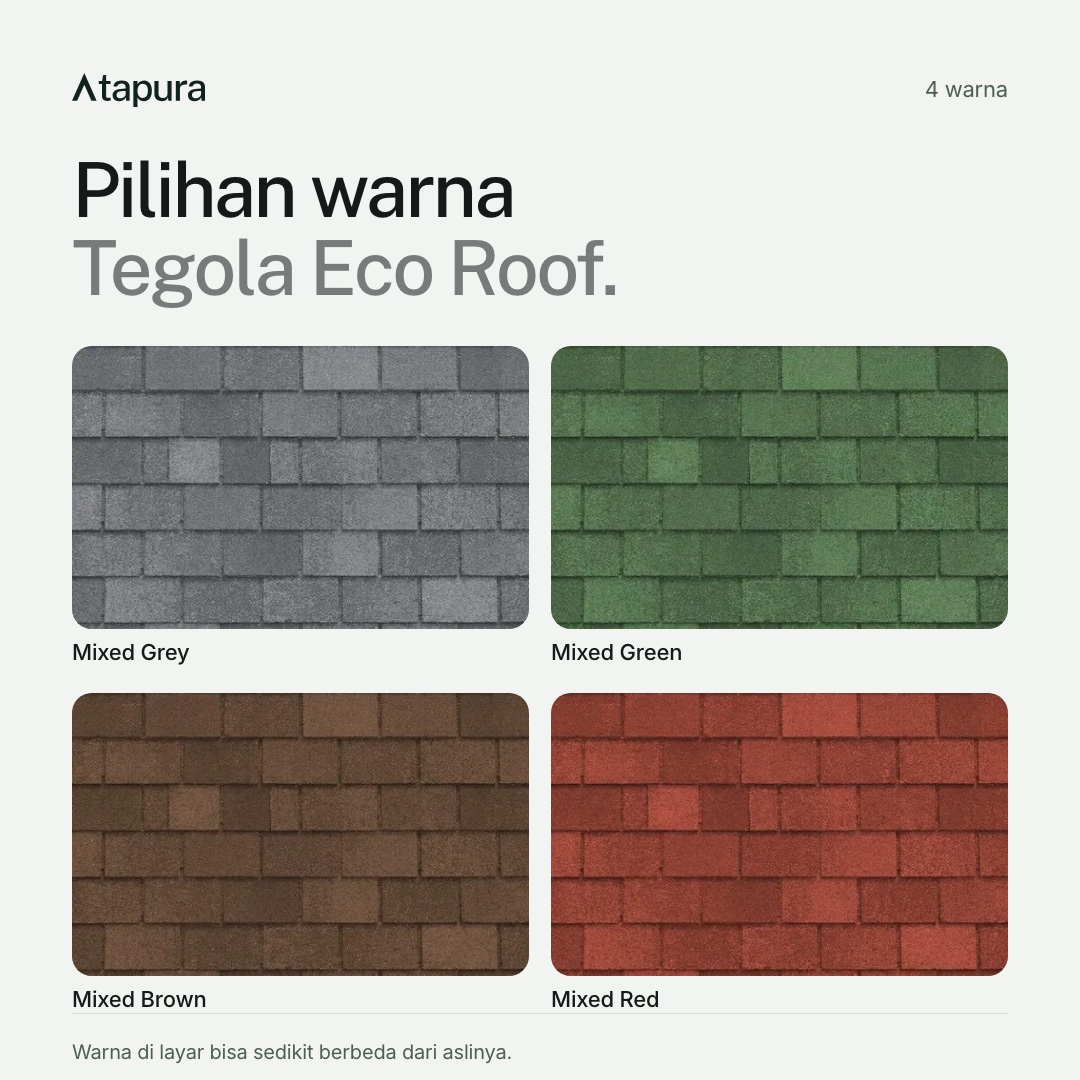 Atapura
4 warna
Pilihan warna
Tegola Eco Roof.
Mixed Grey
Mixed Green
Mixed Brown
Mixed Red
Warna di layar bisa sedikit berbeda dari aslinya.